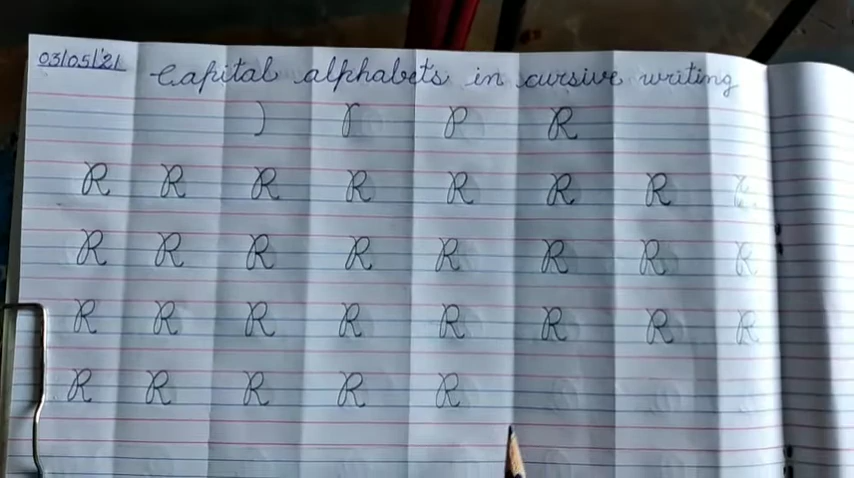 03/05/'21
Capital alphabets in cursive writing
R
R R R R R R R
R R R R R R R R
R R R R R R R R
R R R R R